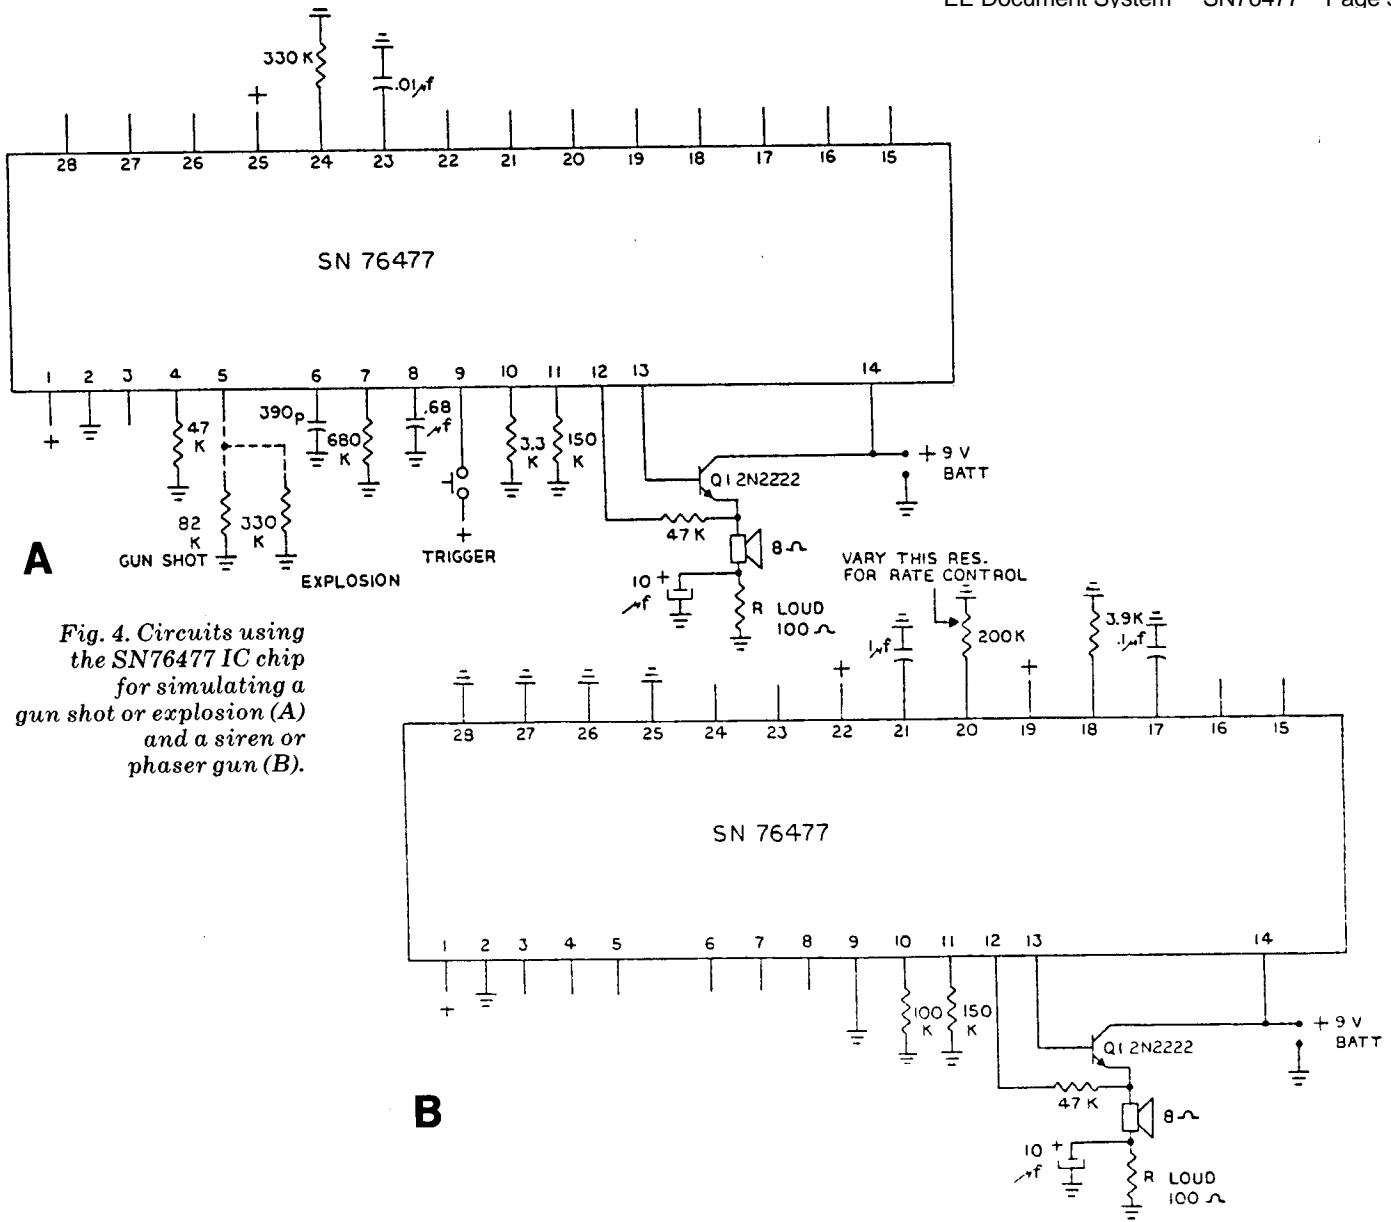 EE Document System SN76477 Page
330 K
.01µf
+
28 27 26 25 24 23 22 21 20 19 18 17 16 15
SN 76477
1 2 3 4 5 6 7 8 9 10 11 12 13 14
+
47 K
390p
680 K
.68 µf
3.3 K
150 K
+ 9 V
BATT
Q1 2N2222
82 K
330 K
+
47 K
8 Ω
GUN SHOT
EXPLOSION
TRIGGER
A
10 +
µf
R LOUD
100 Ω
Fig. 4. Circuits using
the SN76477 IC chip
for simulating a
gun shot or explosion (A)
and a siren or
phaser gun (B).
VARY THIS RES.
FOR RATE CONTROL
1µf
200K
3.9K
.1µf
+
+
28 27 26 25 24 23 22 21 20 19 18 17 16 15
SN 76477
1 2 3 4 5 6 7 8 9 10 11 12 13 14
+
100 K
150 K
+ 9 V
BATT
Q1 2N2222
47 K
8 Ω
B
10 +
µf
R LOUD
100 Ω